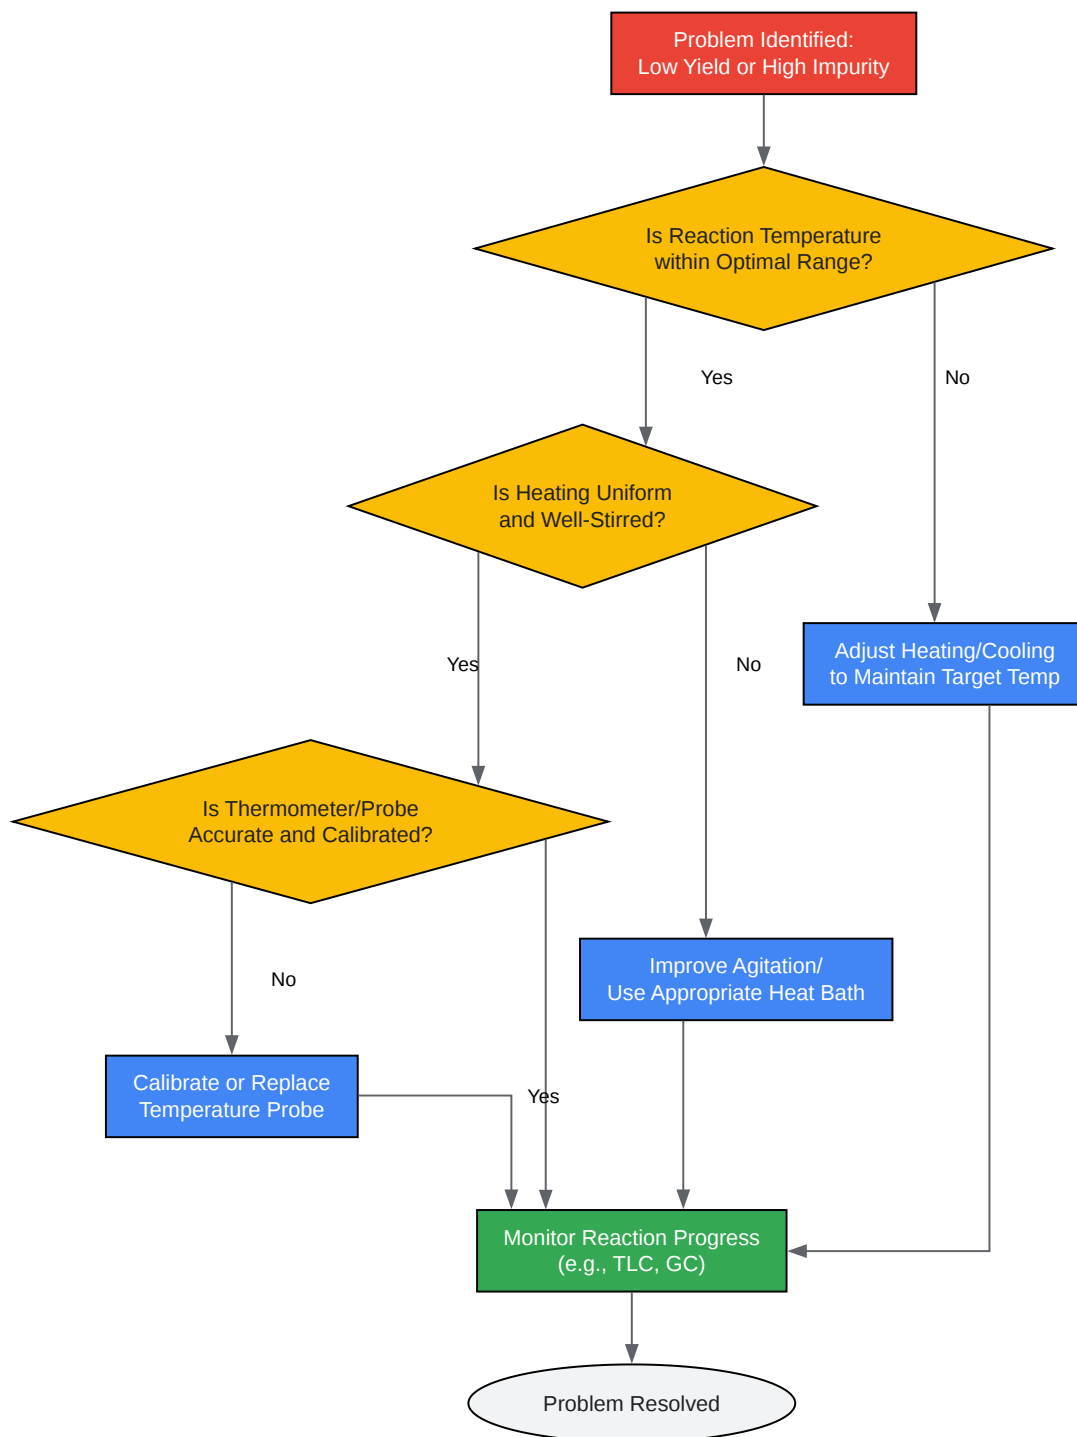 Problem Identified:
Low Yield or High Impurity
Is Reaction Temperature
within Optimal Range?
Yes
No
Is Heating Uniform
and Well-Stirred?
Yes
No
Adjust Heating/Cooling
to Maintain Target Temp
Is Thermometer/Probe
Accurate and Calibrated?
No
Improve Agitation/
Use Appropriate Heat Bath
Calibrate or Replace
Temperature Probe
Yes
Monitor Reaction Progress
(e.g., TLC, GC)
Problem Resolved